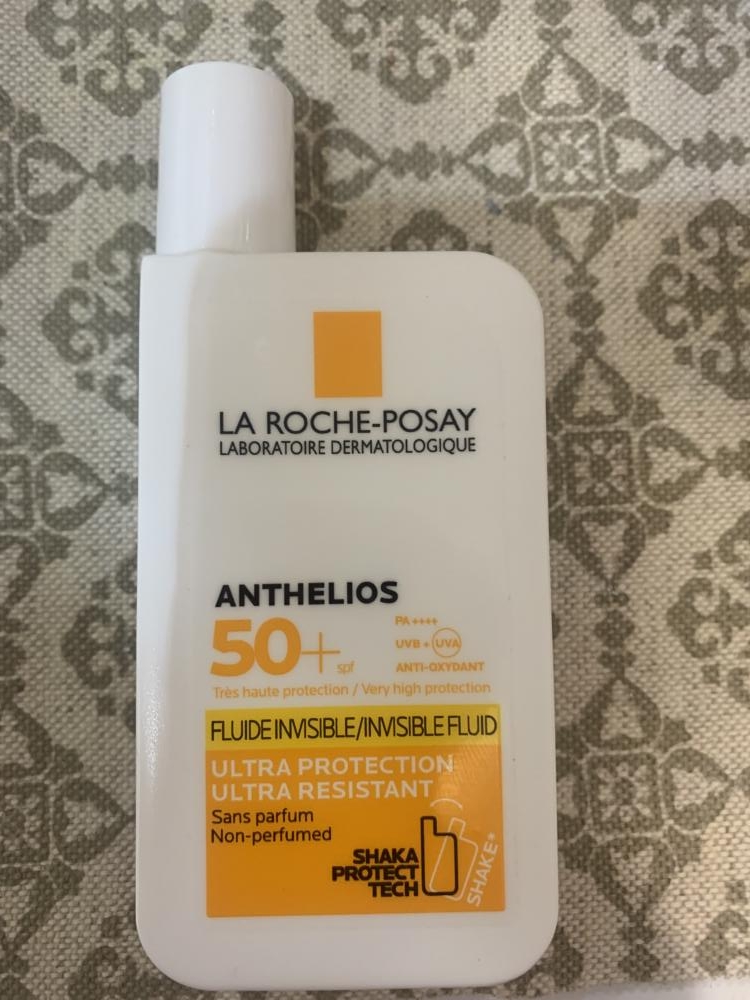 LA ROCHE-POSAY
LABORATOIRE DERMATOLOGIQUE
ANTHELIOS
50+ spf
PA++++
UVB + UVA
ANTI-OXYDANT
Très haute protection / Very high protection
FLUIDE INVISIBLE/INVISIBLE FLUID
ULTRA PROTECTION
ULTRA RESISTANT
Sans parfum
Non-perfumed
SHAKA
PROTECT
TECH
SHAKE*